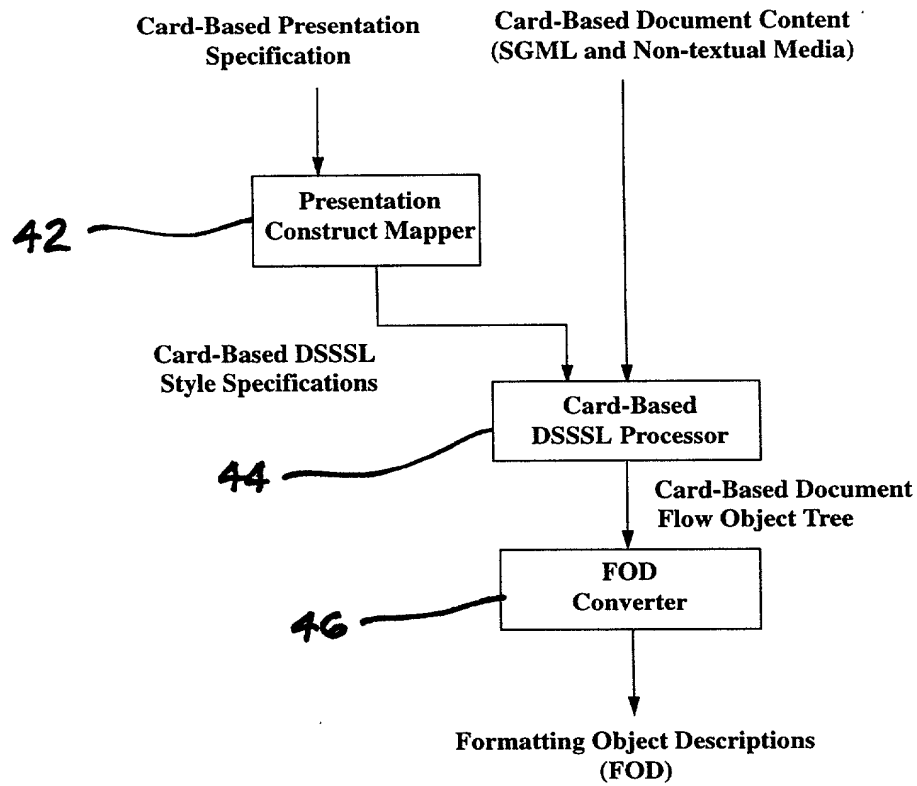 Card-Based Presentation
Specification
Card-Based Document Content
(SGML and Non-textual Media)
Presentation
Construct Mapper
42
Card-Based DSSSL
Style Specifications
Card-Based
DSSSL Processor
44
Card-Based Document
Flow Object Tree
FOD
Converter
46
Formatting Object Descriptions
(FOD)